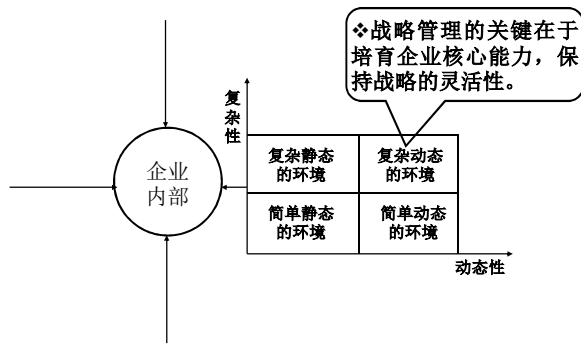 ❖战略管理的关键在于
培育企业核心能力，保
持战略的灵活性。
复杂性
企业
内部
复杂静态
的环境
复杂动态
的环境
简单静态
的环境
简单动态
的环境
动态性